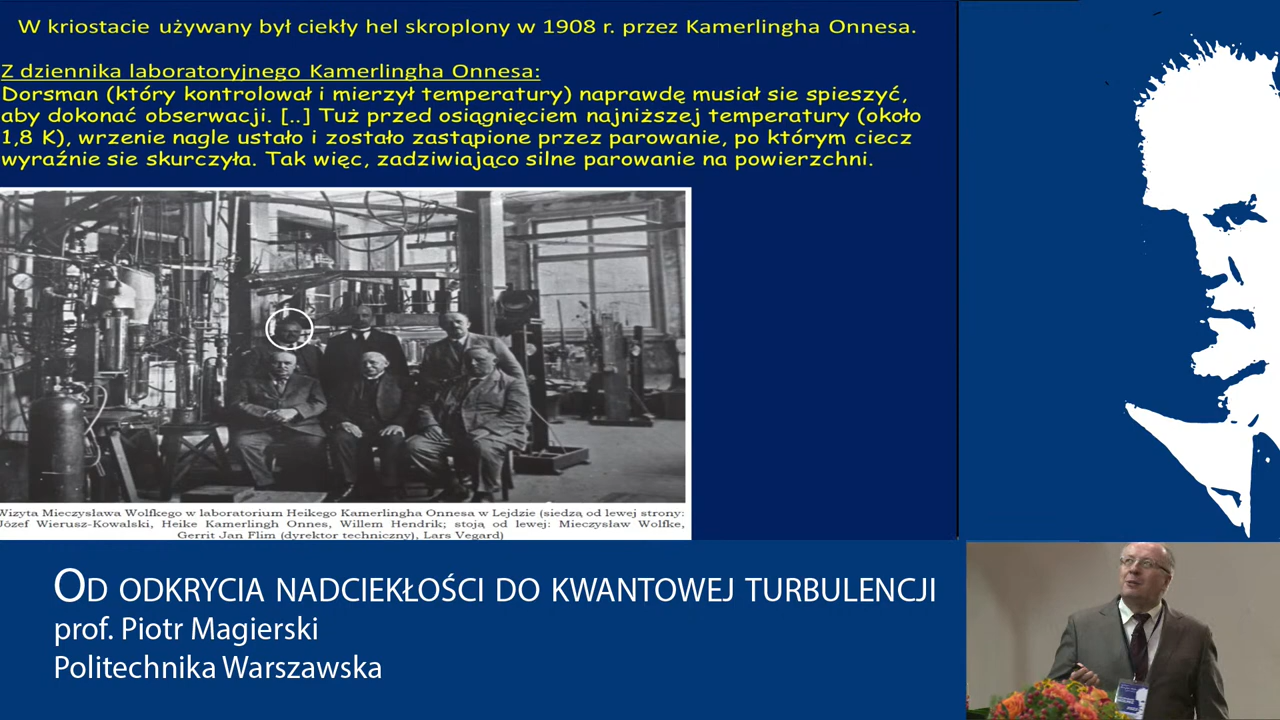 W kriostacie używany był ciekły hel skroplony w 1908 r. przez Kamerlingha Onnesa.
Z dziennika laboratoryjnego Kamerlingha Onnesa:
Dorsman (który kontrolował i mierzył temperatury) naprawdę musiał sie spieszyć,
aby dokonać obserwacji. [..] Tuż przed osiągnięciem najniższej temperatury (około
1,8 K), wrzenie nagle ustało i zostało zastąpione przez parowanie, po którym ciecz
wyraźnie sie skurczyła. Tak więc, zadziwiająco silne parowanie na powierzchni.
Wizyta Mieczysława Wolfkego w laboratorium Heikego Kamerlingha Onnesa w Lejdzie (siedzą od lewej strony:
Józef Wierusz-Kowalski, Heike Kamerlingh Onnes, Willem Hendrik; stoją od lewej: Mieczysław Wolfke,
Gerrit Jan Flim (dyrektor techniczny), Lars Vegard)
OD ODKRYCIA NADCIEKŁOŚCI DO KWANTOWEJ TURBULENCJI
prof. Piotr Magierski
Politechnika Warszawska